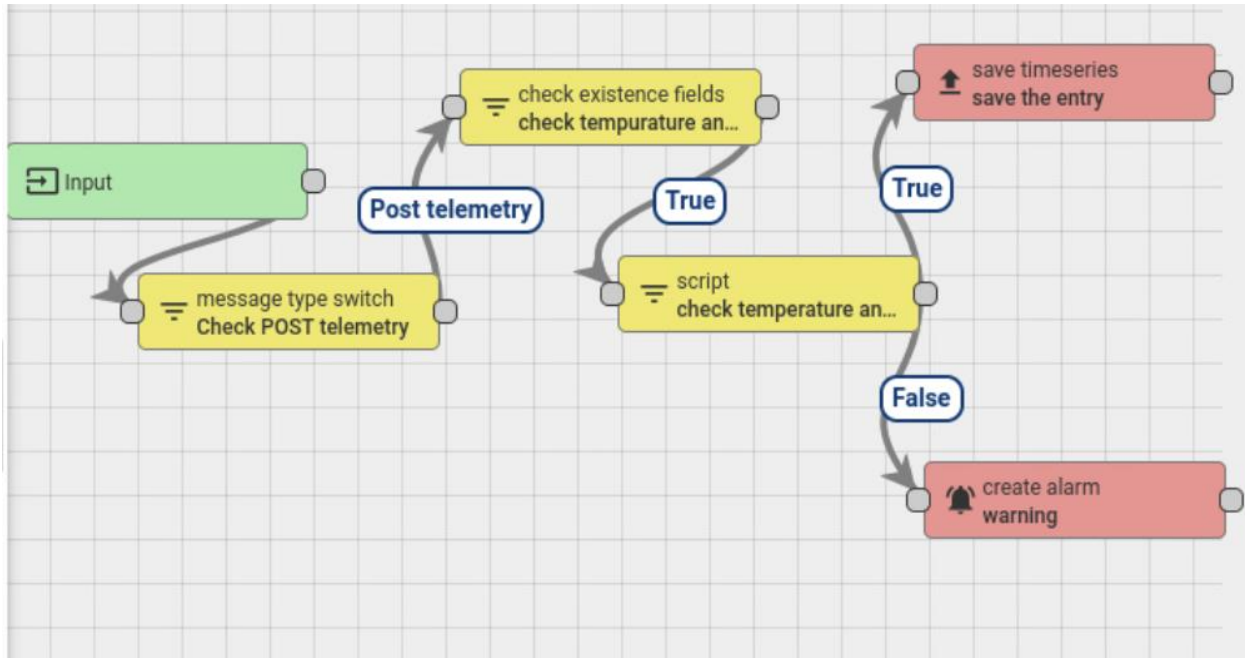 Input
message type switch
Check POST telemetry
Post telemetry
check existence fields
check tempurature an...
True
script
check temperature an...
True
save timeseries
save the entry
False
create alarm
warning